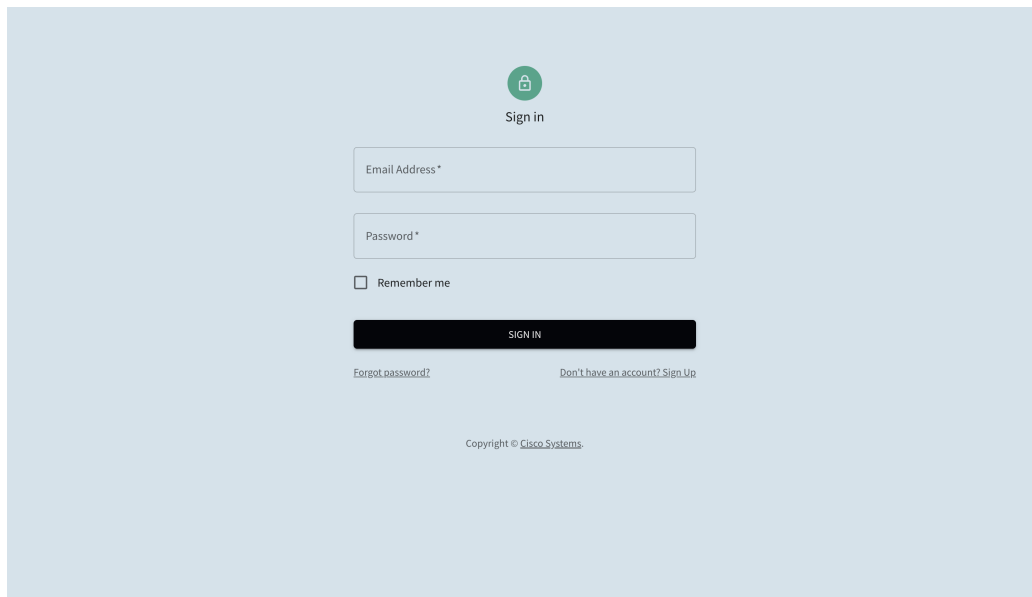 Sign in
Email Address *
Password *
Remember me
SIGN IN
Forgot password? Don't have an account? Sign Up
Copyright © Cisco Systems.